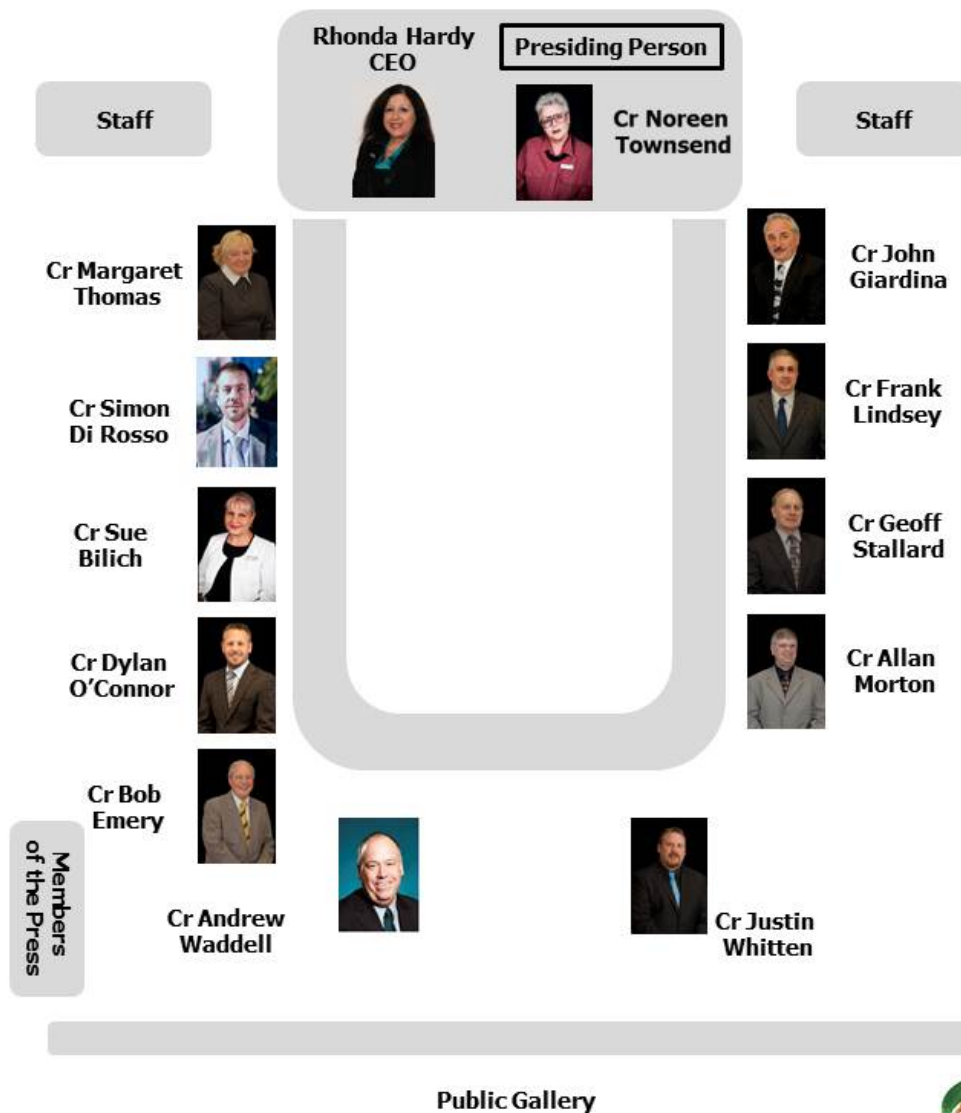 Rhonda Hardy
CEO
Presiding Person
Staff
Cr Noreen
Townsend
Staff
Cr Margaret
Thomas
Cr John
Giardina
Cr Simon
Di Rosso
Cr Frank
Lindsey
Cr Sue
Bilich
Cr Geoff
Stallard
Cr Dylan
O’Connor
Cr Allan
Morton
Cr Bob
Emery
Members
of the Press
Cr Andrew
Waddell
Cr Justin
Whitten
Public Gallery